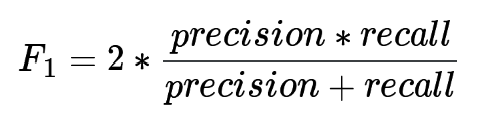 F₁ = 2 * precision * recall / precision + recall